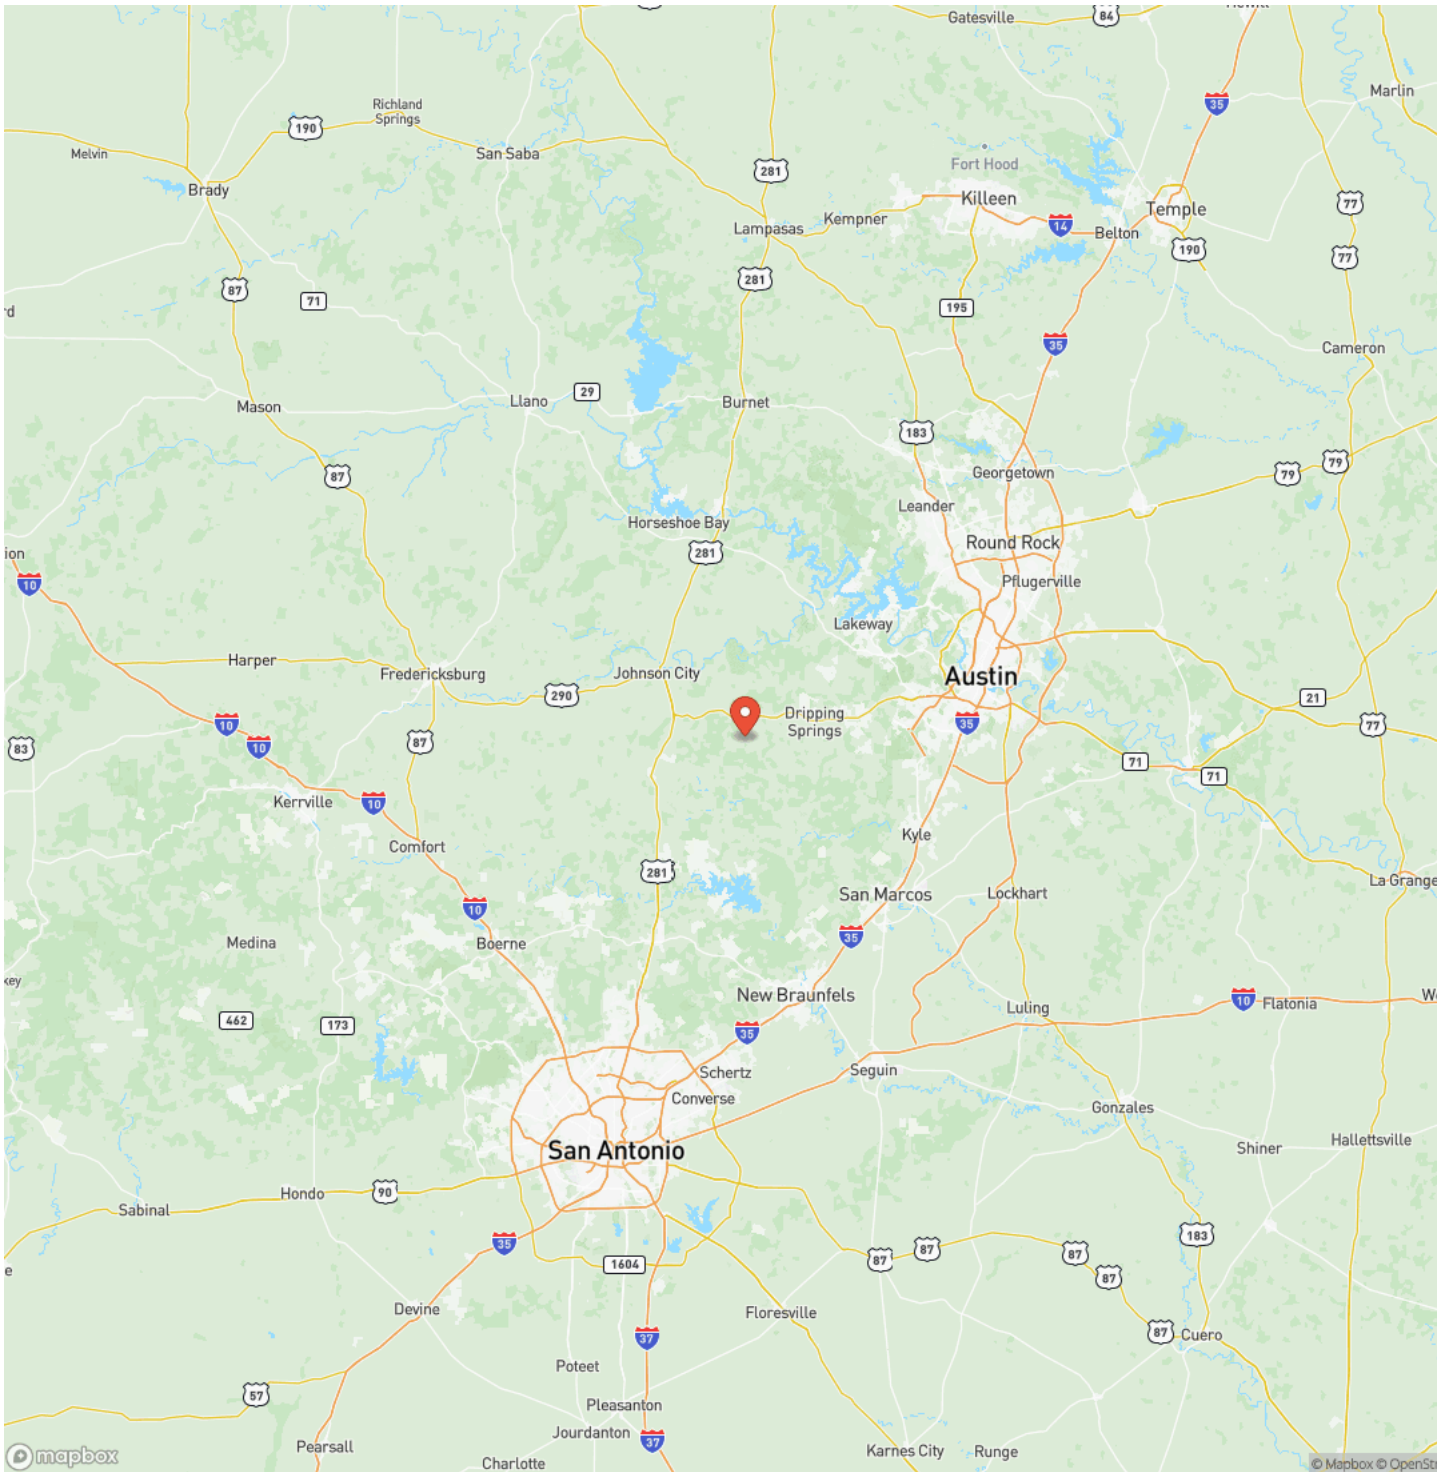 Gatesville
84
Marlin
35
Richland
Springs
190
Melvin
San Saba
281
Fort Hood
Brady
Killeen
77
Temple
Kempner
Lampasas
14
Belton
190
77
281
87
71
195
35
Cameron
29
Llano
Mason
Burnet
183
79
79
Georgetown
87
Leander
Horseshoe Bay
Round Rock
281
10
Pflugerville
Lakeway
Harper
Fredericksburg
Johnson City
Austin
290
21
Dripping
Springs
35
77
10
10
87
83
71
71
Kerrville
10
Comfort
Kyle
281
La Grange
San Marcos
Lockhart
10
35
Medina
Boerne
New Braunfels
10
Flatonia
Luling
462
173
35
Schertz
Seguin
Converse
Gonzales
Hallettsville
Shiner
San Antonio
90
Hondo
Sabinal
183
35
87
87
87
87
1604
Devine
Floresville
87
Cuero
37
Poteet
57
Pleasanton
Jourdanton
37
Pearsall
Karnes City
Runge
Charlotte
mapbox
© Mapbox © OpenStr